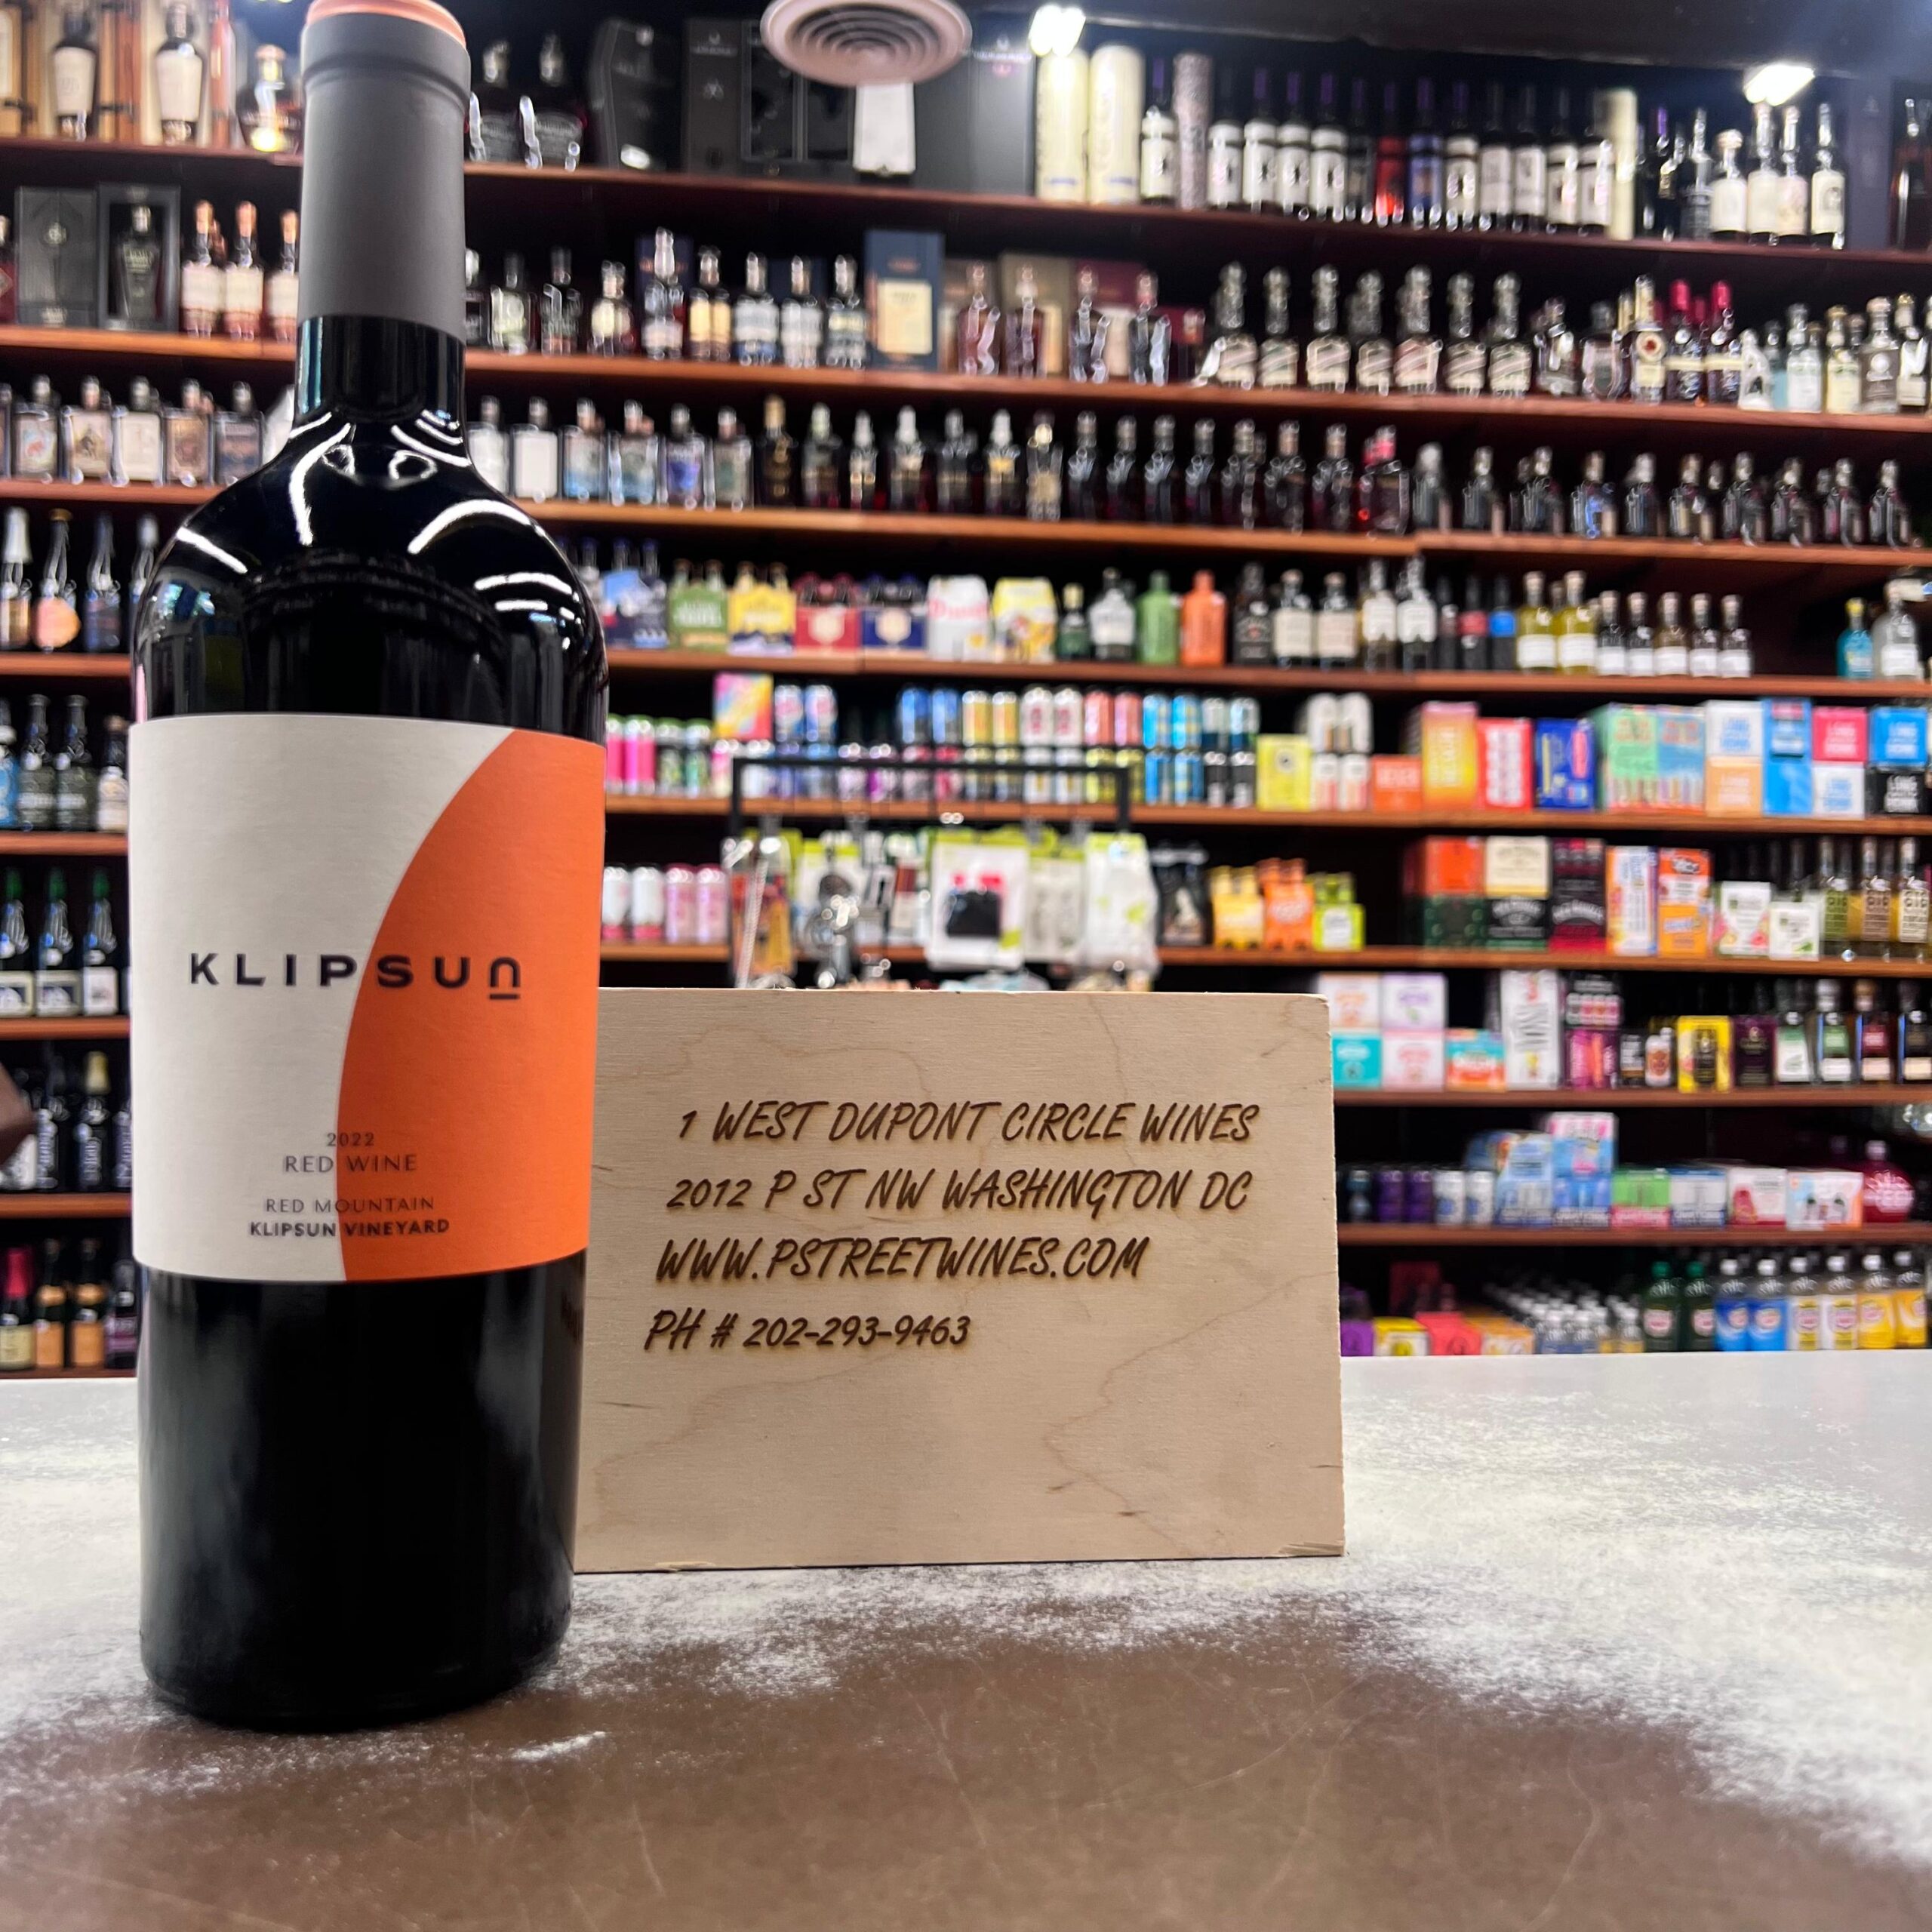 KLIPSUN
2022
RED WINE
RED MOUNTAIN
KLIPSUN VINEYARD
1 WEST DUPONT CIRCLE WINES
2012 P ST NW WASHINGTON DC
WWW.PSTREETWINES.COM
PH # 202-293-9463